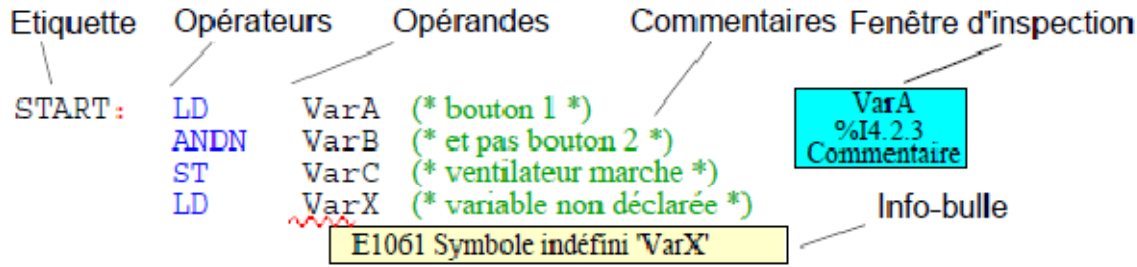 Etiquette Opérateurs Opérandes Commentaires Fenêtre d'inspection
START: LD VarA (* bouton 1 *)
ANDN VarB (* et pas bouton 2 *)
ST VarC (* ventilateur marche *)
LD VarX (* variable non déclarée *)
VarA
%I4.2.3
Commentaire
Info-bulle
E1061 Symbole indéfini 'VarX'